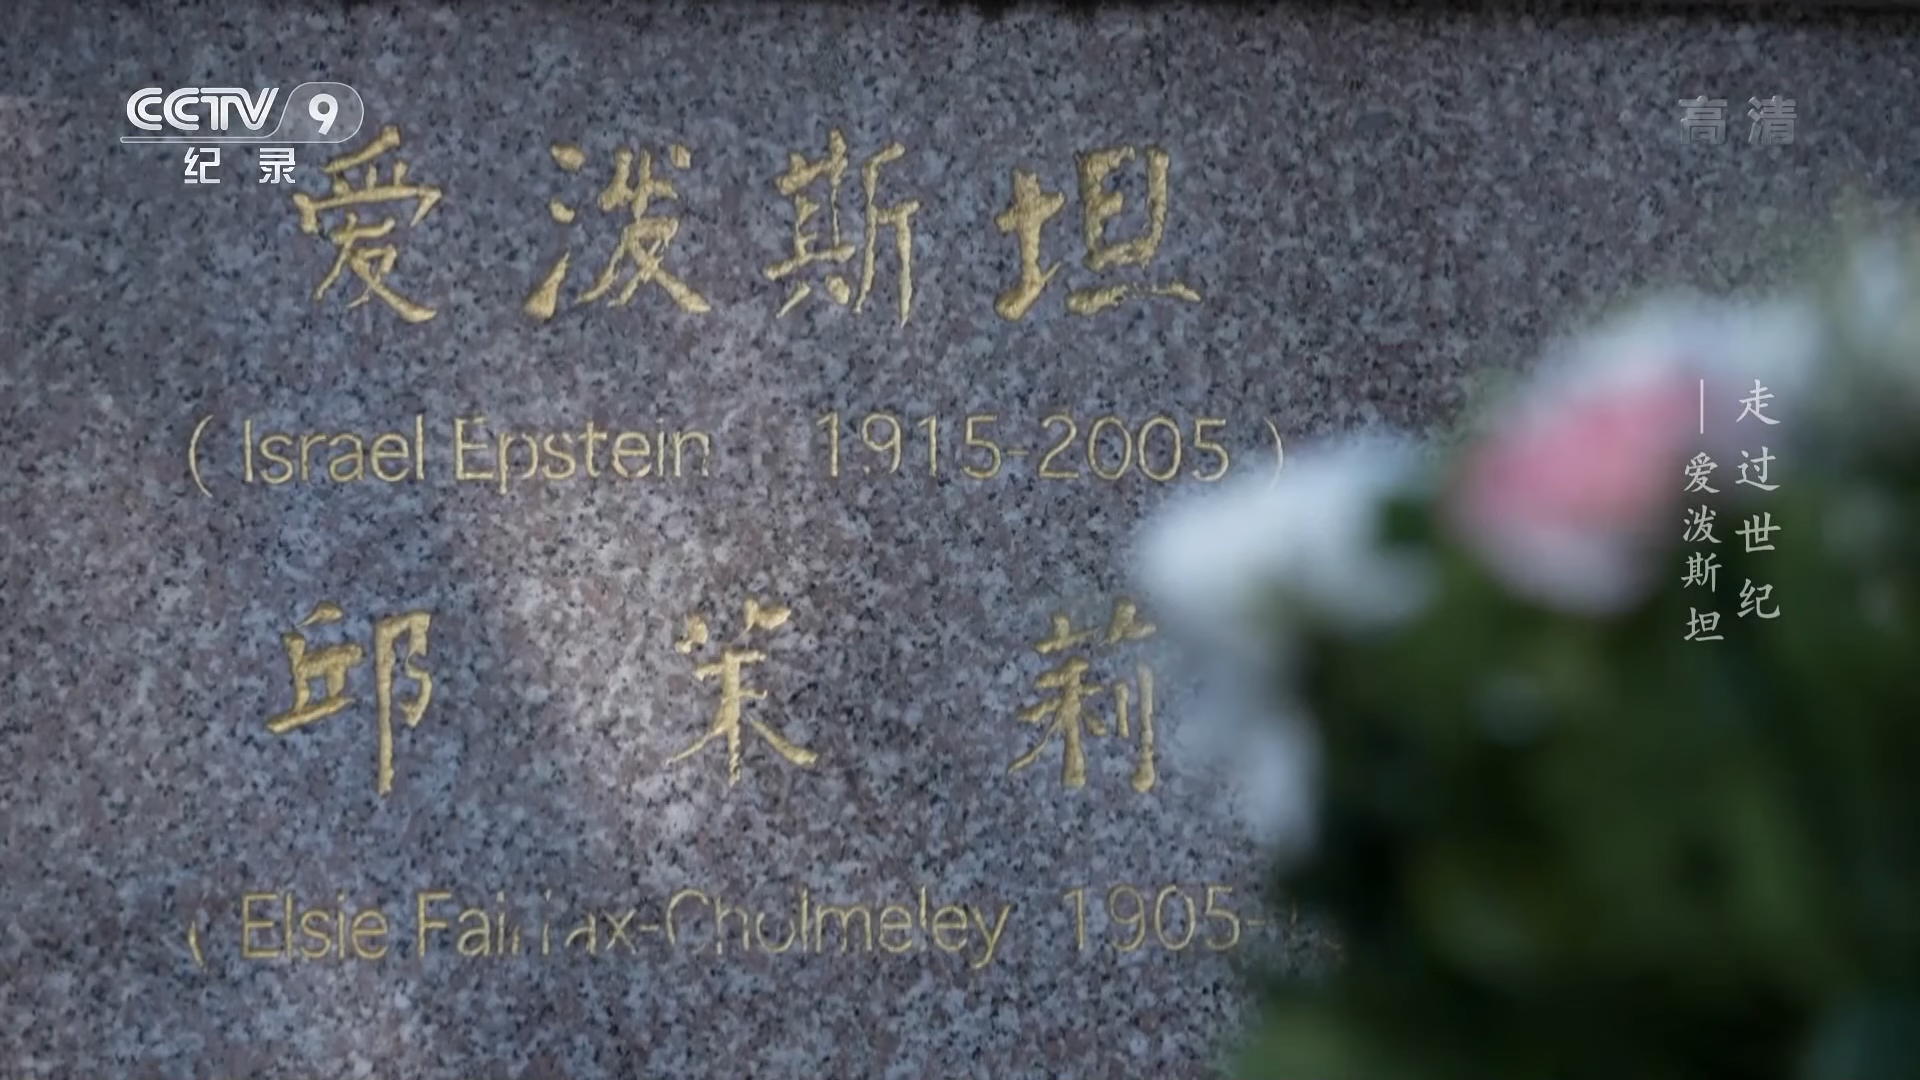 CCTV 9
纪录
高清
爱泼斯坦
(Israel Epstein 1915-2005)
邱茉莉
(Elsie Fairfax-Cholmeley 1905-
走过世纪
—爱泼斯坦